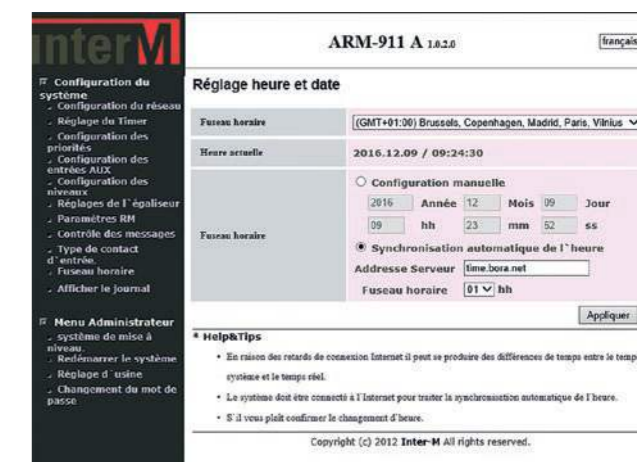 interM
Configuration du
système
Configuration du réseau
Réglage du Timer
Configuration des
priorités
Configuration des
entrées AUX
Configuration des
niveaux
Réglages de l`égaliseur
Paramètres RM
Contrôle des messages
Type de contact
d`entrée.
Fuseau horaire
Afficher le journal
Menu Administrateur
système de mise à
niveau.
Redémarrer le système
Réglage d`usine
Changement du mot de
passe
ARM-911 A 1.0.2.0
français
Réglage heure et date
Fuseau horaire
(GMT+01:00) Brussels, Copenhagen, Madrid, Paris, Vilnius
Heure actuelle
2016.12.09 / 09:24:30
Fuseau horaire
Configuration manuelle
2016 Année 12 Mois 09 Jour
09 hh 23 mm 52 ss
Synchronisation automatique de l`heure
Addresse Serveur time.bora.net
Fuseau horaire 01 hh
Appliquer
* Help&Tips
• En raison des retards de connexion Internet il peut se produire des différences de temps entre le temp
système et le temps réel.
• Le système doit être connecté à l'Internet pour traiter la synchronisation automatique de l'heure.
• S'il vous plaît confirmer le changement d'heure.
Copyright (c) 2012 Inter-M All rights reserved.